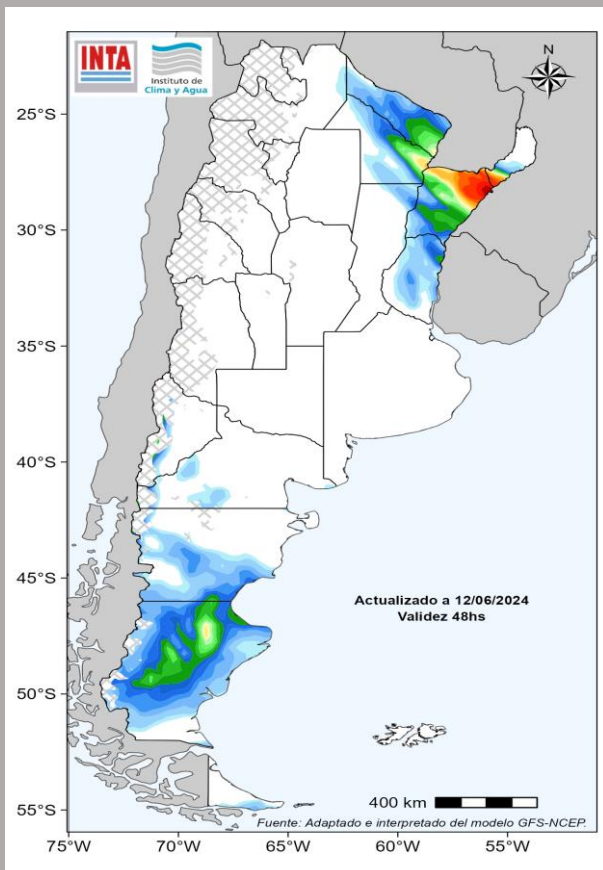 INTA
Instituto de
Clima y Agua
N
25°S
30°S
35°S
40°S
45°S
50°S
55°S
Actualizado a 12/06/2024
Validez 48hs
400 km
Fuente: Adaptado e interpretado del modelo GFS-NCEP.
75°W 70°W 65°W 60°W 55°W